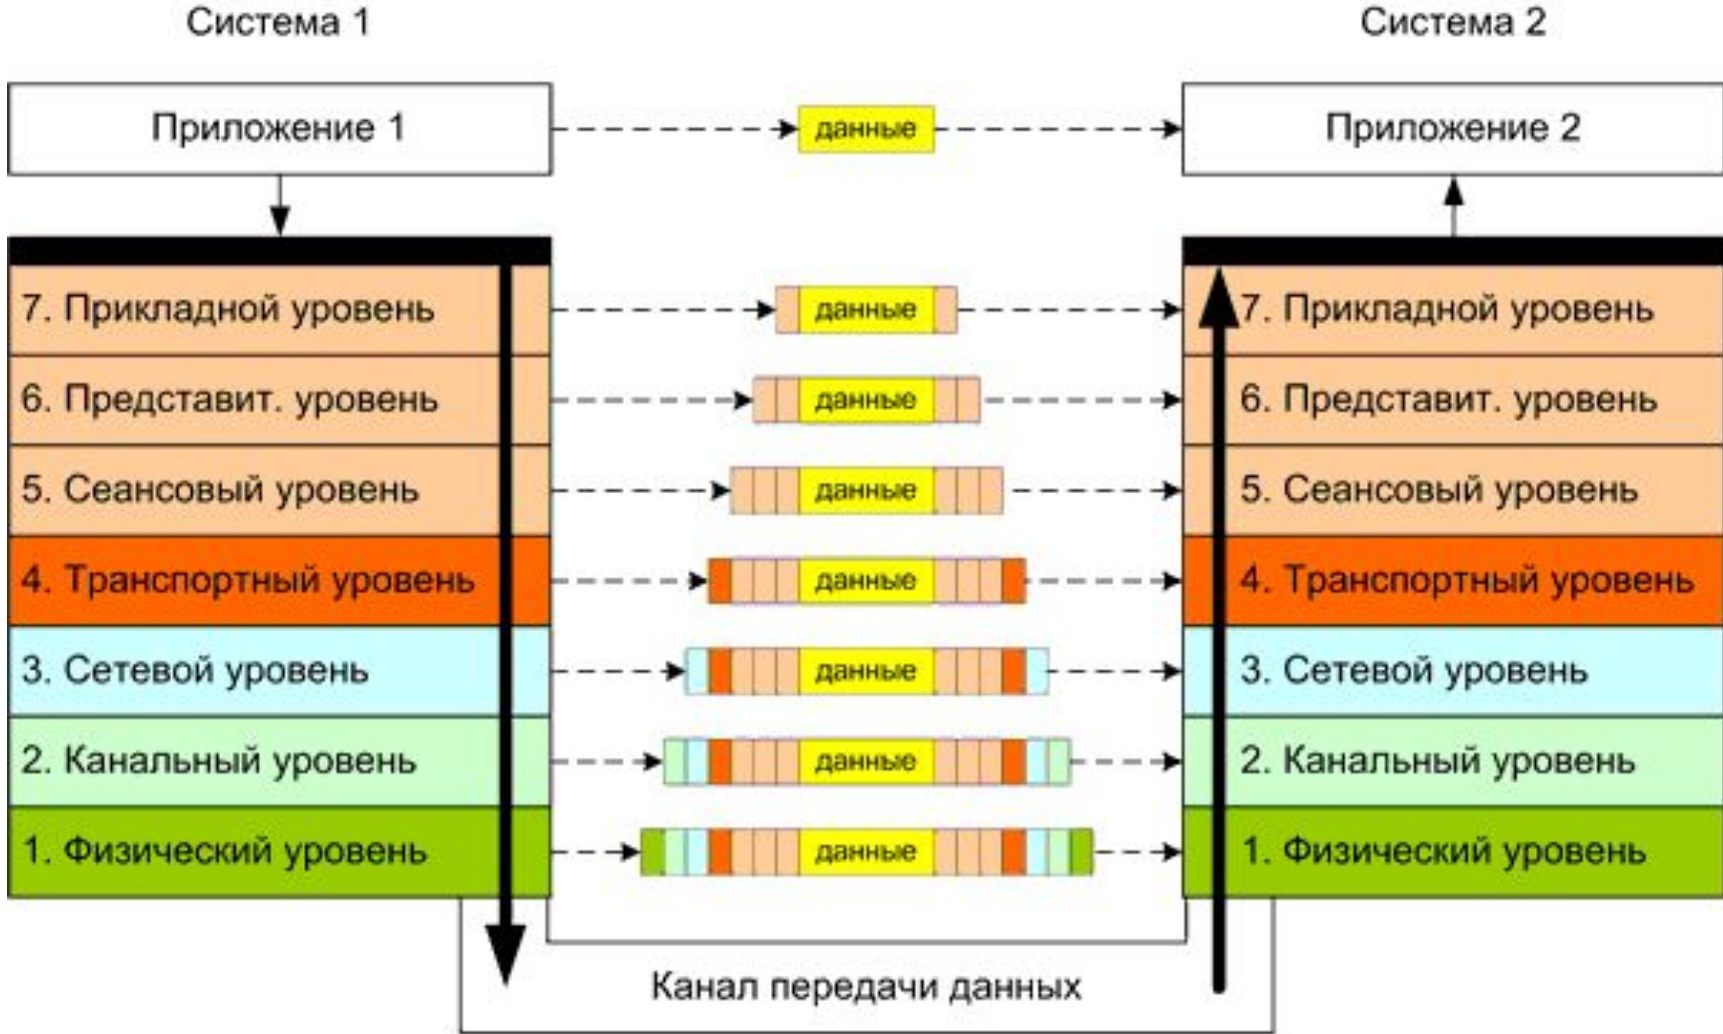 Система 1
Система 2
Приложение 1
данные
Приложение 2
7. Прикладной уровень
данные
7. Прикладной уровень
6. Представит. уровень
данные
6. Представит. уровень
5. Сеансовый уровень
данные
5. Сеансовый уровень
4. Транспортный уровень
данные
4. Транспортный уровень
3. Сетевой уровень
данные
3. Сетевой уровень
2. Канальный уровень
данные
2. Канальный уровень
1. Физический уровень
данные
1. Физический уровень
Канал передачи данных